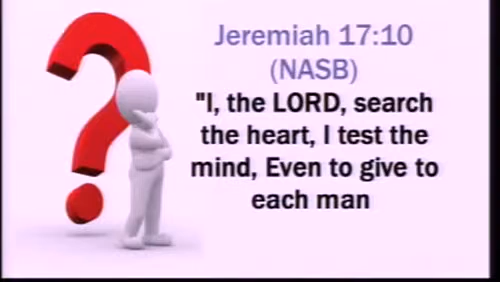 Jeremiah 17:10
(NASB)
"I, the LORD, search
the heart, I test the
mind, Even to give to
each man